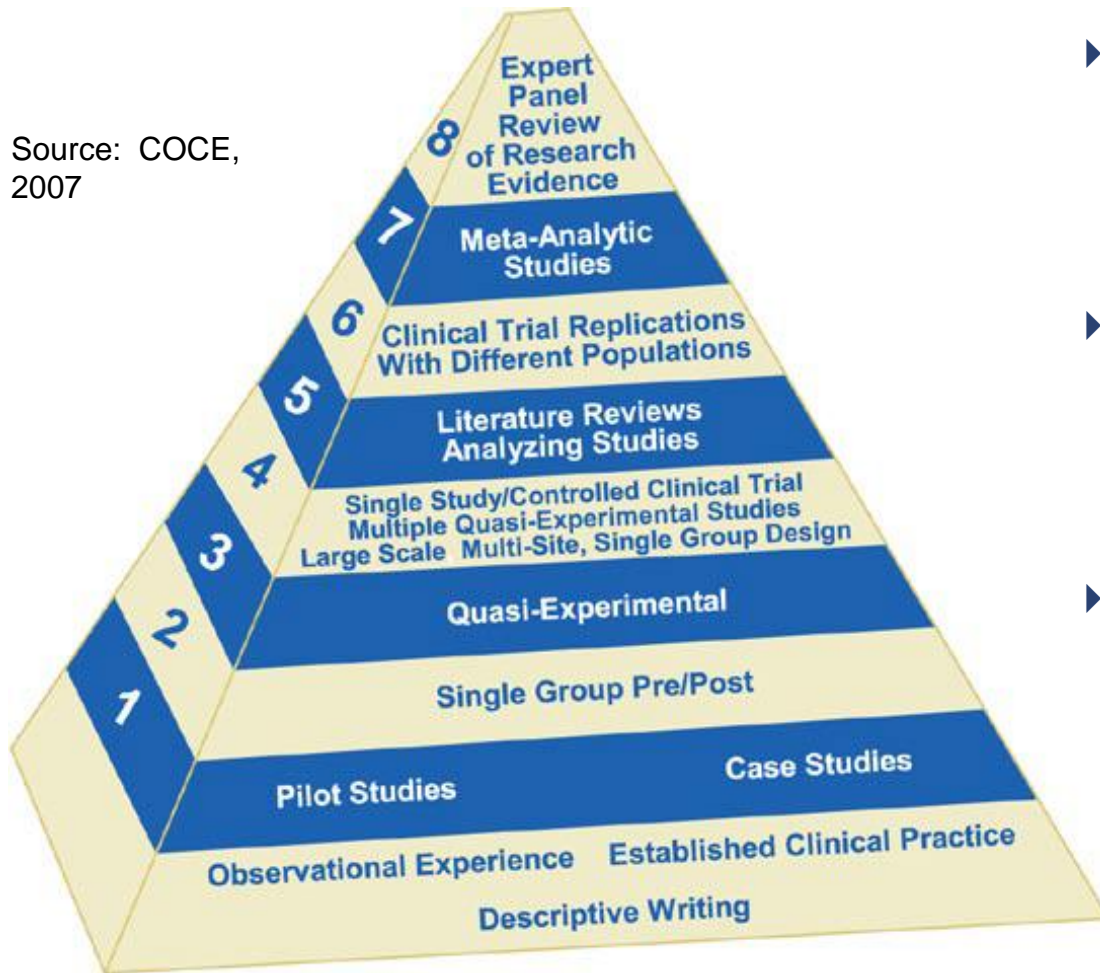 Source: COCE,
2007
8
Expert
Panel
Review
of Research
Evidence
7
Meta-Analytic
Studies
6
Clinical Trial Replications
With Different Populations
5
Literature Reviews
Analyzing Studies
4
Single Study/Controlled Clinical Trial
Multiple Quasi-Experimental Studies
Large Scale Multi-Site, Single Group Design
3
Quasi-Experimental
2
Single Group Pre/Post
1
Pilot Studies Case Studies
Observational Experience Established Clinical Practice
Descriptive Writing